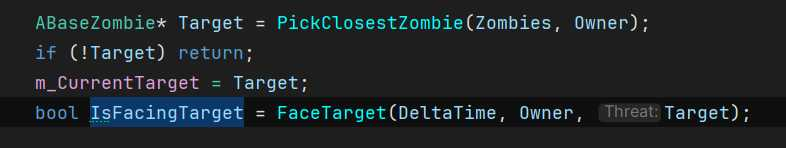 ABaseZombie* Target = PickClosestZombie(Zombies, Owner);
if (!Target) return;
m_CurrentTarget = Target;
bool IsFacingTarget = FaceTarget(DeltaTime, Owner, Threat: Target);